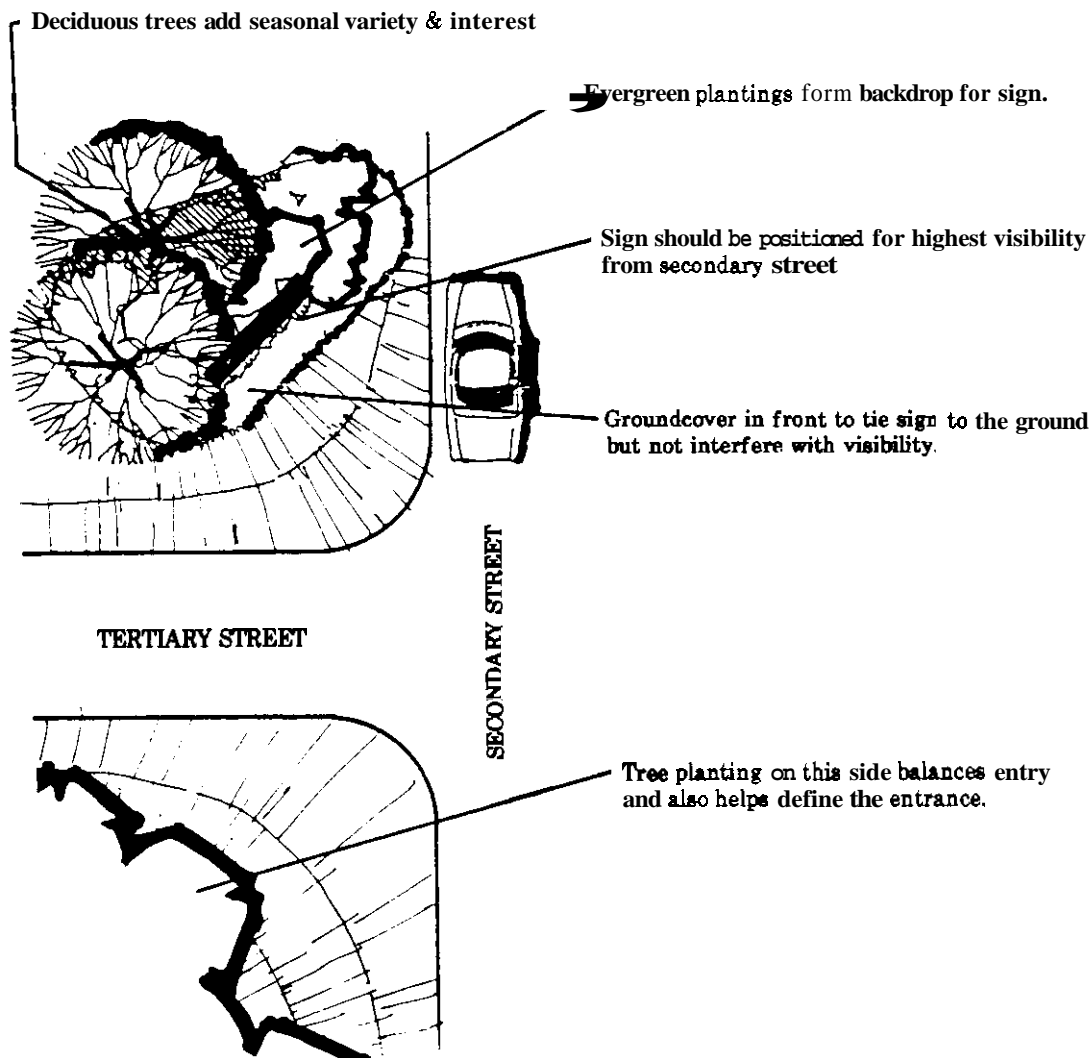 Deciduous trees add seasonal variety & interest
Evergreen plantings form backdrop for sign.
Sign should be positioned for highest visibility
from secondary street
Groundcover in front to tie sign to the ground
but not interfere with visibility.
TERTIARY STREET
SECONDARY STREET
Tree planting on this side balances entry
and also helps define the entrance.